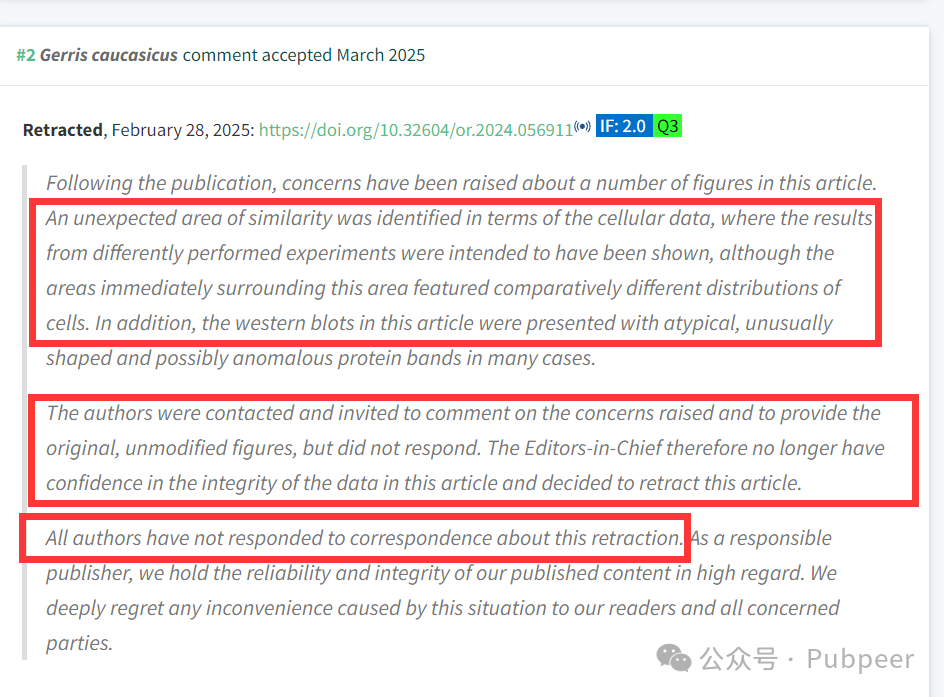 #2 Gerris caucasicus comment accepted March 2025
Retracted, February 28, 2025: https://doi.org/10.32604/or.2024.056911 IF: 2.0 Q3
Following the publication, concerns have been raised about a number of figures in this article.
An unexpected area of similarity was identified in terms of the cellular data, where the results
from differently performed experiments were intended to have been shown, although the
areas immediately surrounding this area featured comparatively different distributions of
cells. In addition, the western blots in this article were presented with atypical, unusually
shaped and possibly anomalous protein bands in many cases.
The authors were contacted and invited to comment on the concerns raised and to provide the
original, unmodified figures, but did not respond. The Editors-in-Chief therefore no longer have
confidence in the integrity of the data in this article and decided to retract this article.
All authors have not responded to correspondence about this retraction. As a responsible
publisher, we hold the reliability and integrity of our published content in high regard. We
deeply regret any inconvenience caused by this situation to our readers and all concerned
parties.
公众号 · Pubpeer